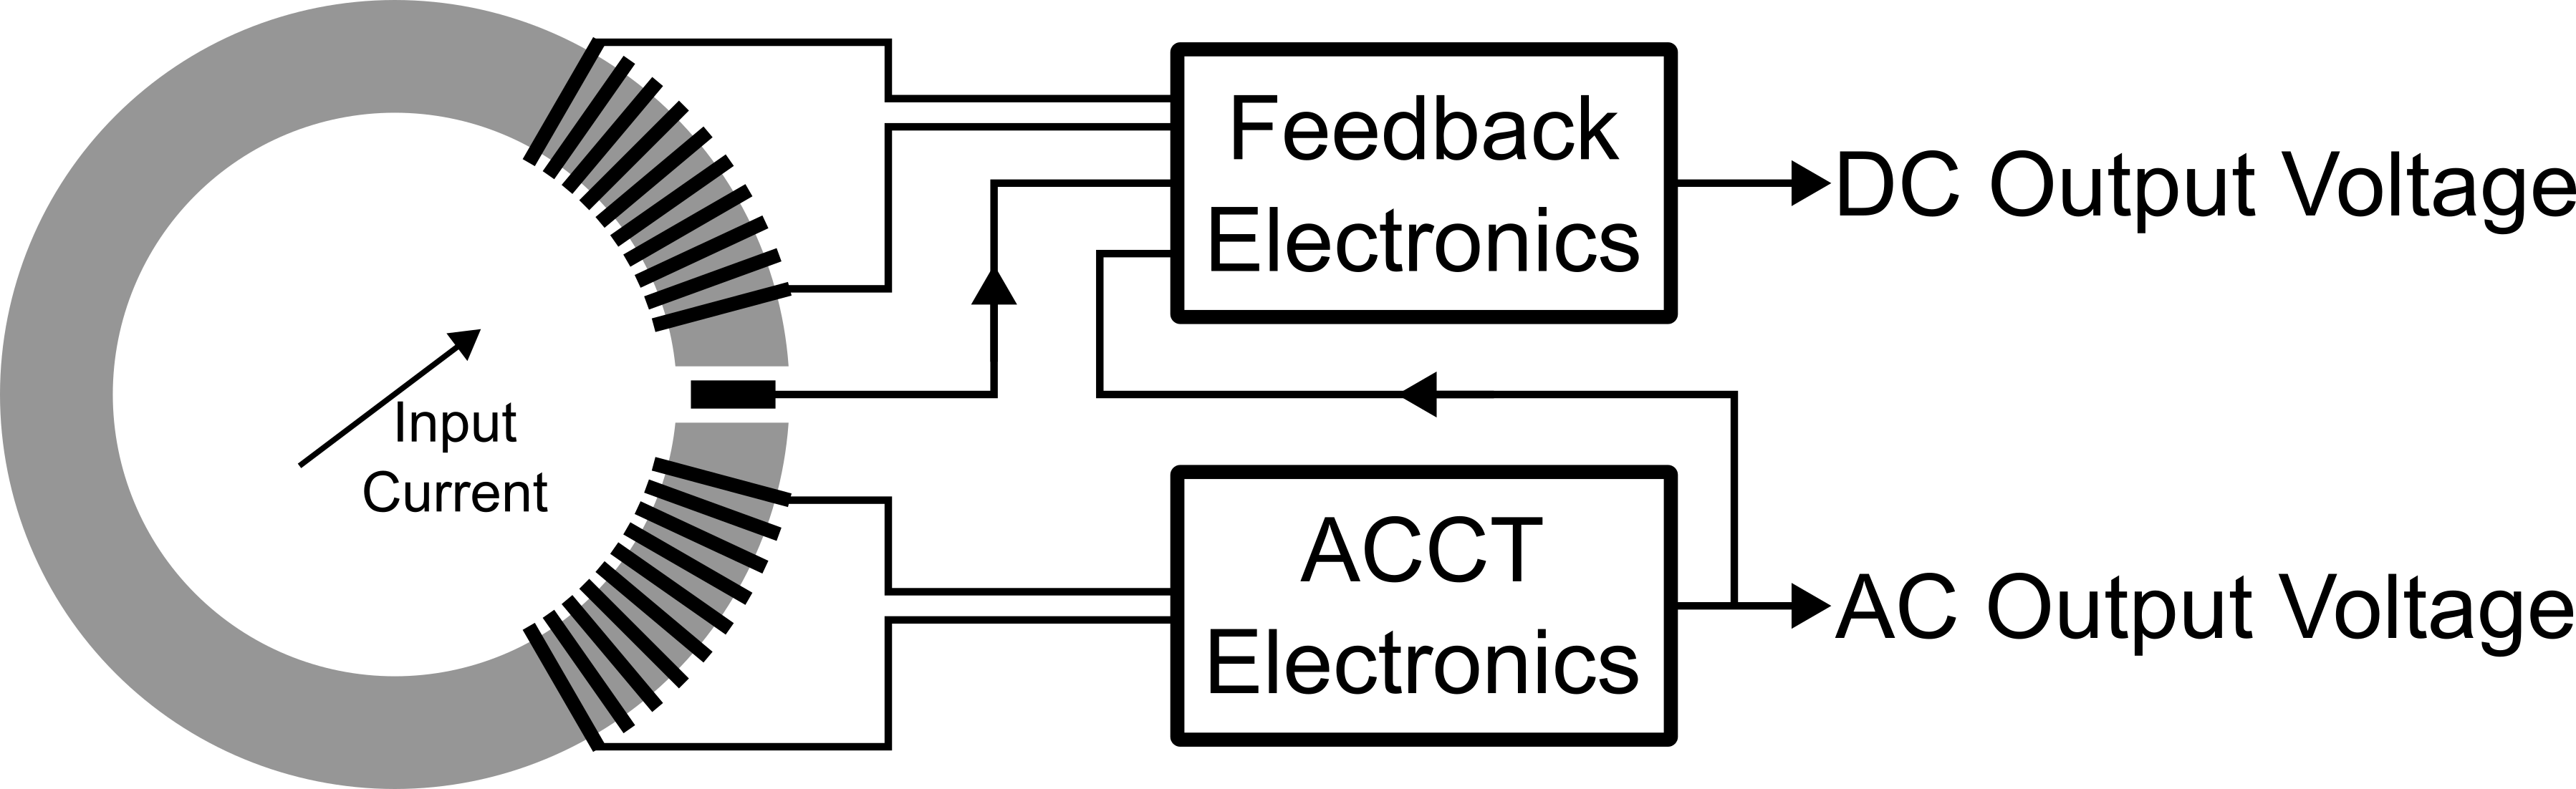 Feedback
Electronics
DC Output Voltage
Input
Current
ACCT
Electronics
AC Output Voltage